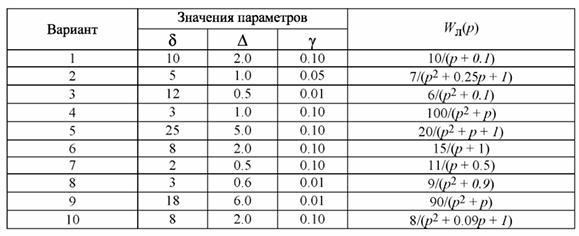 Вариант Значения параметров Wл(p)
δ Δ γ
1 10 2.0 0.10 10/(p + 0.1)
2 5 1.0 0.05 7/(p2 + 0.25p + 1)
3 12 0.5 0.01 6/(p2 + 0.1)
4 3 1.0 0.10 100/(p2 + p)
5 25 5.0 0.10 20/(p2 + p + 1)
6 8 2.0 0.10 15/(p + 1)
7 2 0.5 0.10 11/(p + 0.5)
8 3 0.6 0.01 9/(p2 + 0.9)
9 18 6.0 0.01 90/(p2 + p)
10 8 2.0 0.10 8/(p2 + 0.09p + 1)